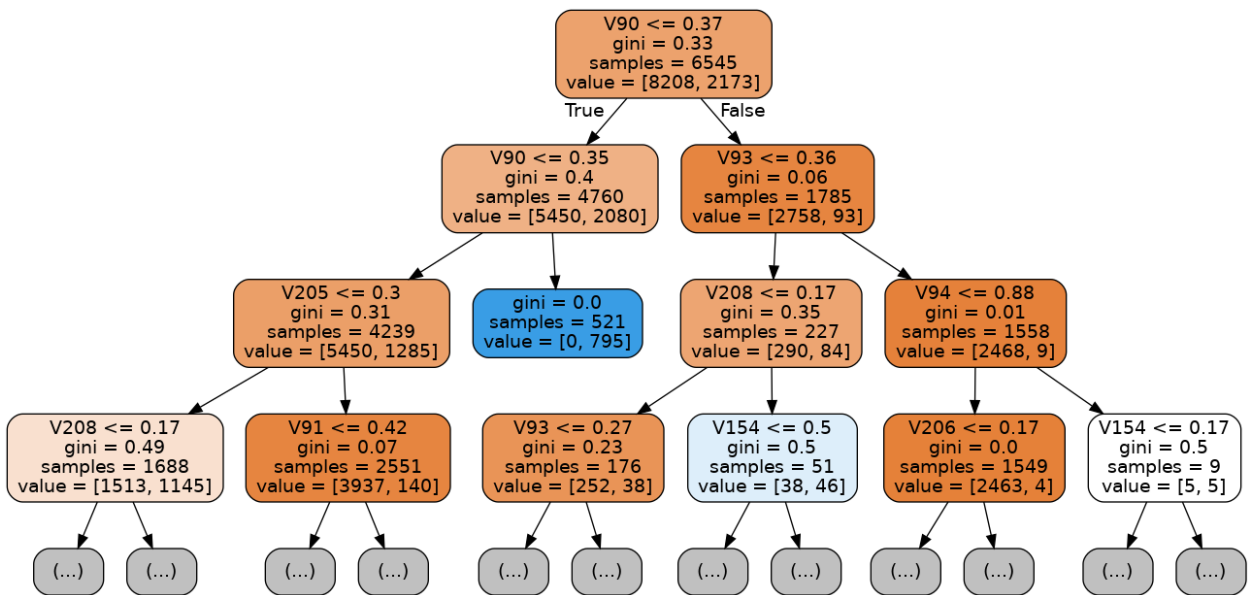 V90 <= 0.37
gini = 0.33
samples = 6545
value = [8208, 2173]
True
False
V90 <= 0.35
gini = 0.4
samples = 4760
value = [5450, 2080]
V93 <= 0.36
gini = 0.06
samples = 1785
value = [2758, 93]
V205 <= 0.3
gini = 0.31
samples = 4239
value = [5450, 1285]
gini = 0.0
samples = 521
value = [0, 795]
V208 <= 0.17
gini = 0.35
samples = 227
value = [290, 84]
V94 <= 0.88
gini = 0.01
samples = 1558
value = [2468, 9]
V208 <= 0.17
gini = 0.49
samples = 1688
value = [1513, 1145]
V91 <= 0.42
gini = 0.07
samples = 2551
value = [3937, 140]
V93 <= 0.27
gini = 0.23
samples = 176
value = [252, 38]
V154 <= 0.5
gini = 0.5
samples = 51
value = [38, 46]
V206 <= 0.17
gini = 0.0
samples = 1549
value = [2463, 4]
V154 <= 0.17
gini = 0.5
samples = 9
value = [5, 5]
(...)
(...)
(...)
(...)
(...)
(...)
(...)
(...)
(...)
(...)
(...)
(...)